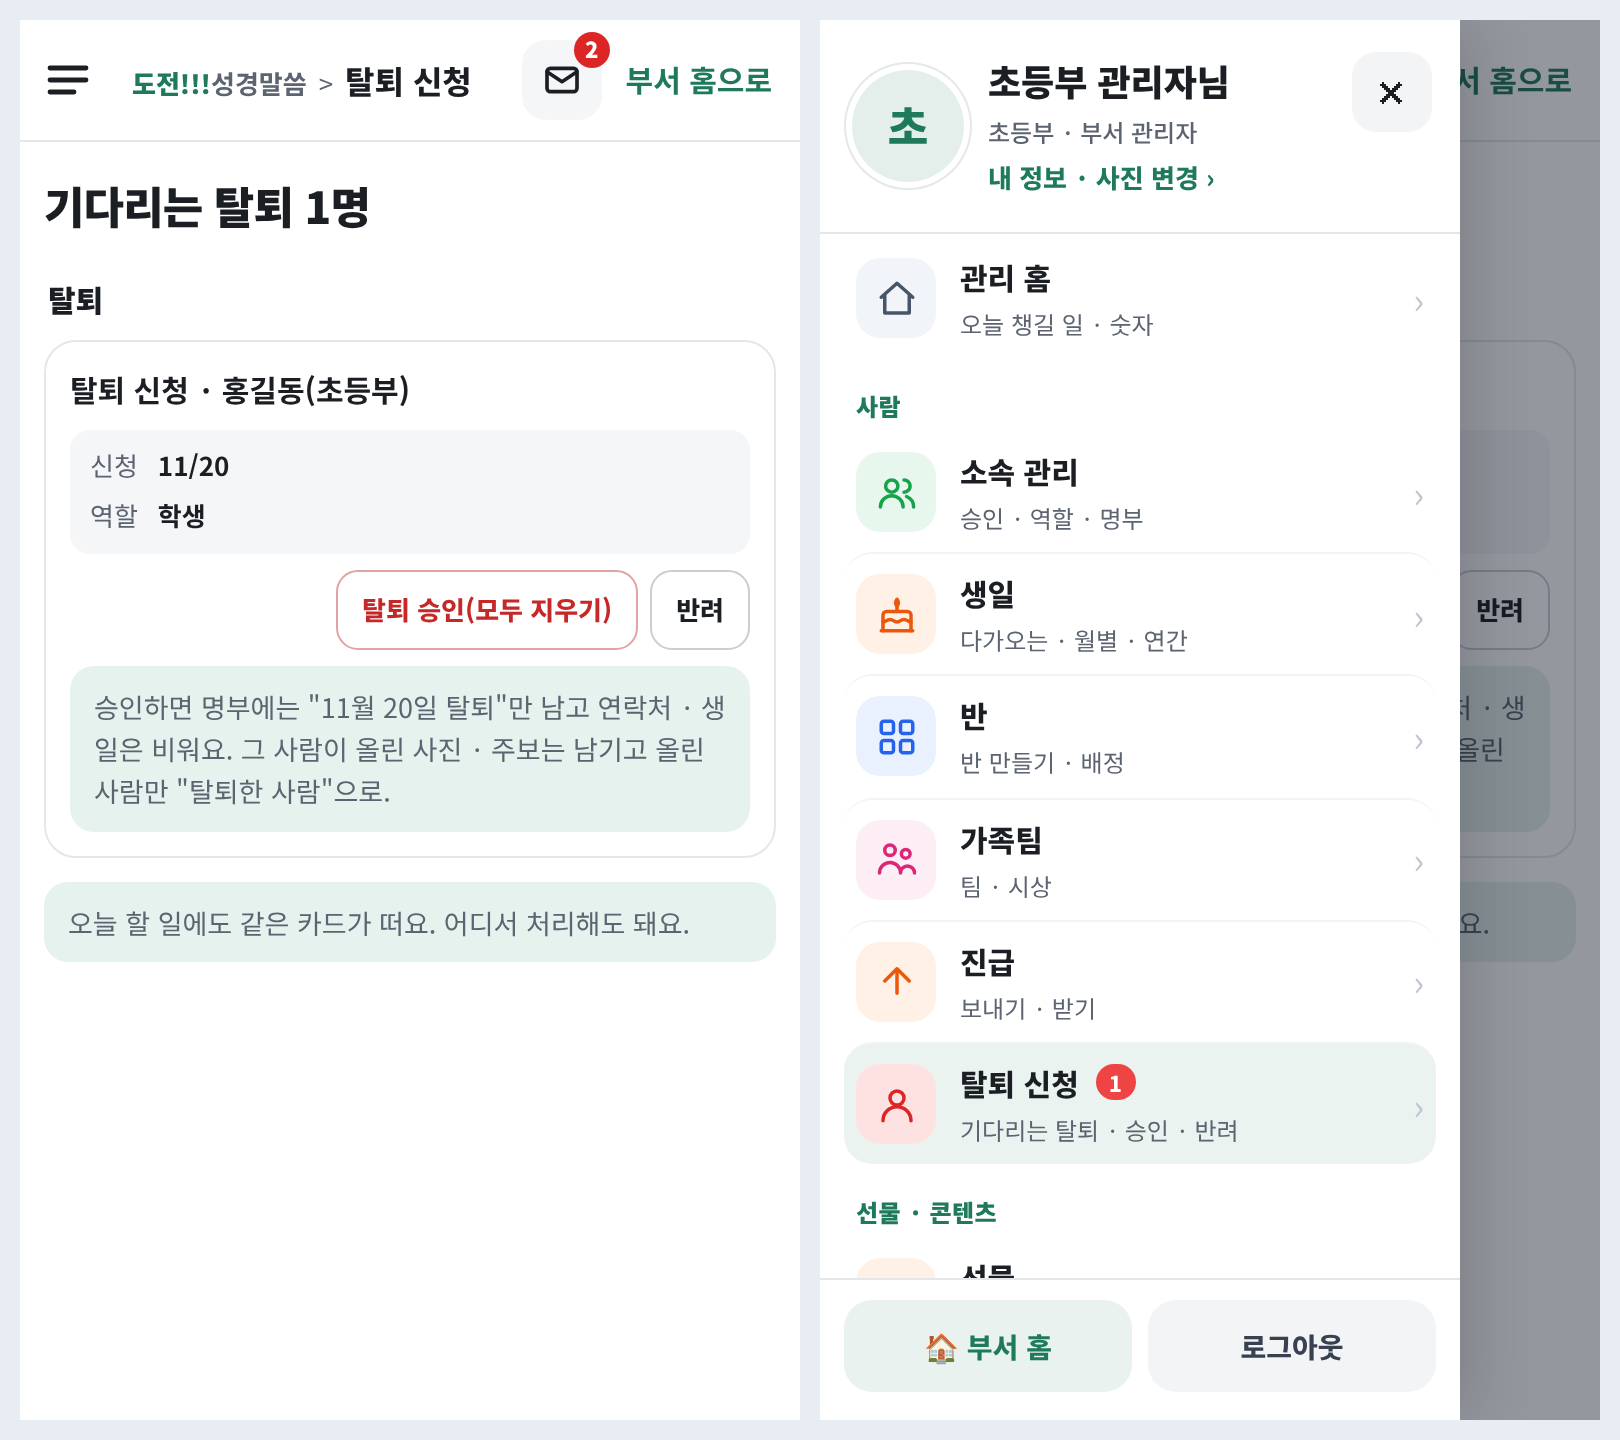 도전!!!성경말씀 > 탈퇴 신청
2
부서 홈으로
기다리는 탈퇴 1명
탈퇴
탈퇴 신청 · 홍길동(초등부)
신청 11/20
역할 학생
탈퇴 승인(모두 지우기)
반려
승인하면 명부에는 "11월 20일 탈퇴"만 남고 연락처 · 생
일은 비워요. 그 사람이 올린 사진 · 주보는 남기고 올린
사람만 "탈퇴한 사람"으로.
오늘 할 일에도 같은 카드가 떠요. 어디서 처리해도 돼요.
초
초등부 관리자님
초등부 · 부서 관리자
내 정보 · 사진 변경 ›
관리 홈
오늘 챙길 일 · 숫자
사람
소속 관리
승인 · 역할 · 명부
생일
다가오는 · 월별 · 연간
반
반 만들기 · 배정
가족팀
팀 · 시상
진급
보내기 · 받기
탈퇴 신청 1
기다리는 탈퇴 · 승인 · 반려
선물 · 콘텐츠
선물
🏠 부서 홈
로그아웃
홈으로
반려
· 생
올린
요.